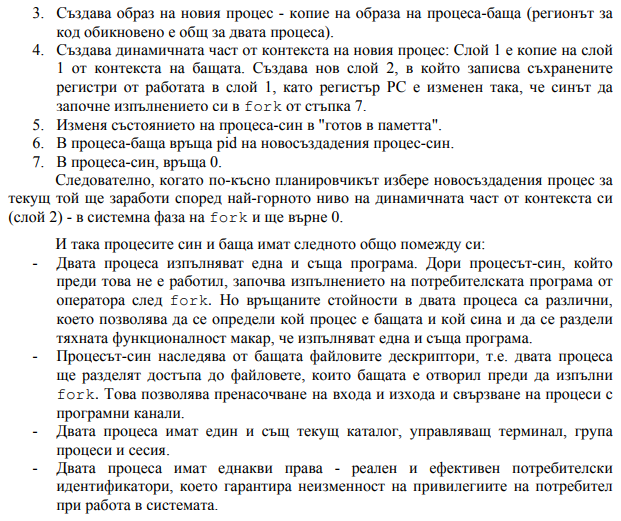 3. Създава образ на новия процес - копие на образа на процеса-баща (регионът за
код обикновено е общ за двата процеса).
4. Създава динамичната част от контекста на новия процес: Слой 1 е копие на слой
1 от контекста на бащата. Създава нов слой 2, в който записва съхранените
регистри от работата в слой 1, като регистър PC е изменен така, че синът да
започне изпълнението си в fork от стъпка 7.
5. Изменя състоянието на процеса-син в "готов в паметта".
6. В процеса-баща връща pid на новосъздадения процес-син.
7. В процеса-син, връща 0.
Следователно, когато по-късно планировчикът избере новосъздадения процес за
текущ той ще заработи според най-горното ниво на динамичната част от контекста си
(слой 2) - в системна фаза на fork и ще върне 0.
И така процесите син и баща имат следното общо помежду си:
- Двата процеса изпълняват една и съща програма. Дори процесът-син, който
преди това не е работил, започва изпълнението на потребителската програма от
оператора след fork. Но връщаните стойности в двата процеса са различни,
което позволява да се определи кой процес е бащата и кой сина и да се раздели
тяхната функционалност макар, че изпълняват една и съща програма.
- Процесът-син наследява от бащата файловите дескриптори, т.е. двата процеса
ще разделят достъпа до файловете, които бащата е отворил преди да изпълни
fork. Това позволява пренасочване на входа и изхода и свързване на процеси с
програмни канали.
- Двата процеса имат един и същ текущ каталог, управляващ терминал, група
процеси и сесия.
- Двата процеса имат еднакви права - реален и ефективен потребителски
идентификатори, което гарантира неизменност на привилегиите на потребител
при работа в системата.